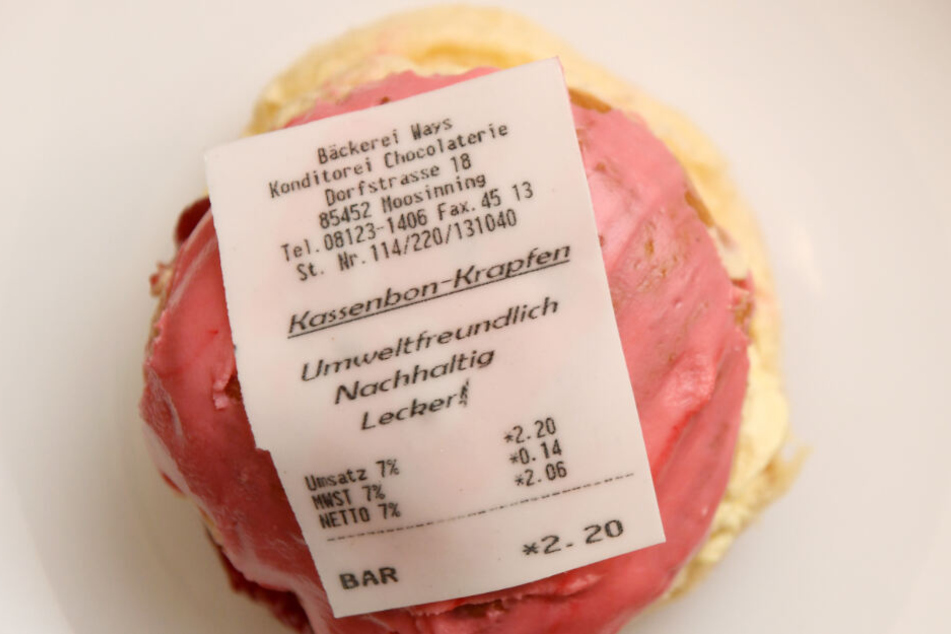 Bäckerei Ways
Konditorei Chocolaterie
Dorfstrasse 18
85452 Moosinning
Tel.08123-1406 Fax.45 13
St. Nr.114/220/131040
Kassenbon-Krapfen
Umweltfreundlich
Nachhaltig
Lecker!
Umsatz 7% *2.20
MWST 7% *0.14
NETTO 7% *2.06
BAR *2.20